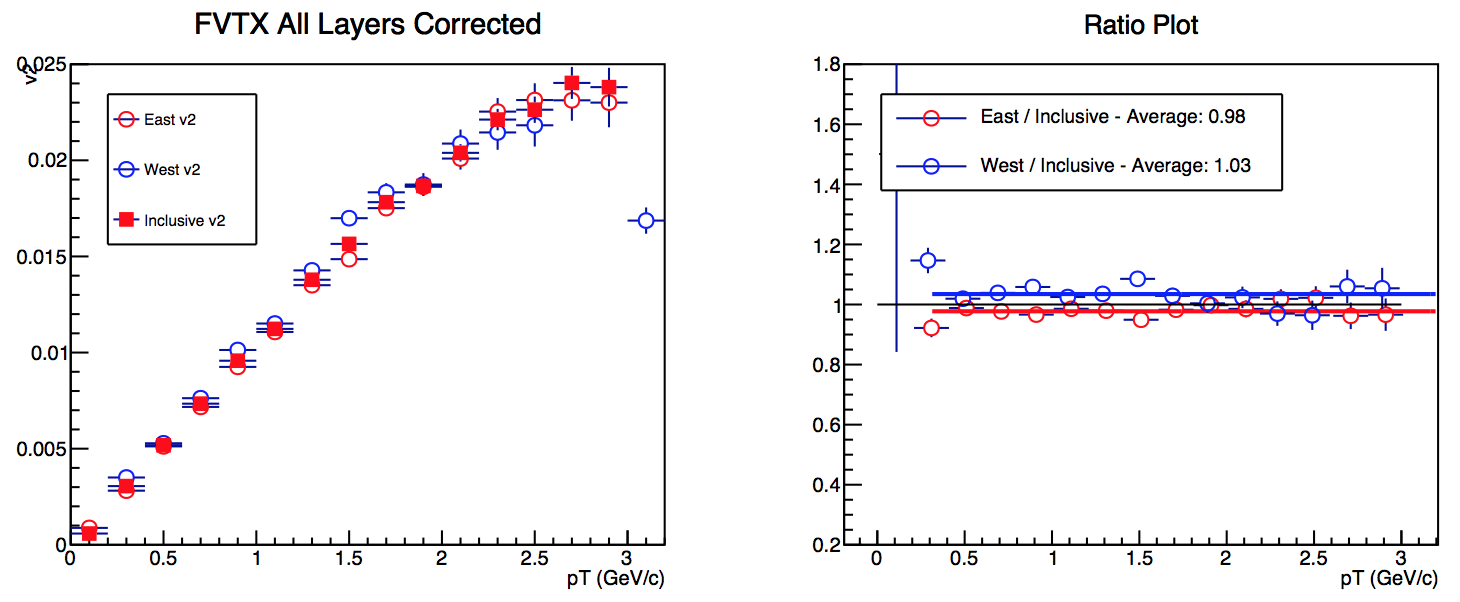 FVTX All Layers Corrected
v2
0.025
0.02
0.015
0.01
0.005
0
East v2
West v2
Inclusive v2
0 0.5 1 1.5 2 2.5 3
pT (GeV/c)
Ratio Plot
1.8
1.6
1.4
1.2
1
0.8
0.6
0.4
0.2
East / Inclusive - Average: 0.98
West / Inclusive - Average: 1.03
0 0.5 1 1.5 2 2.5 3
pT (GeV/c)